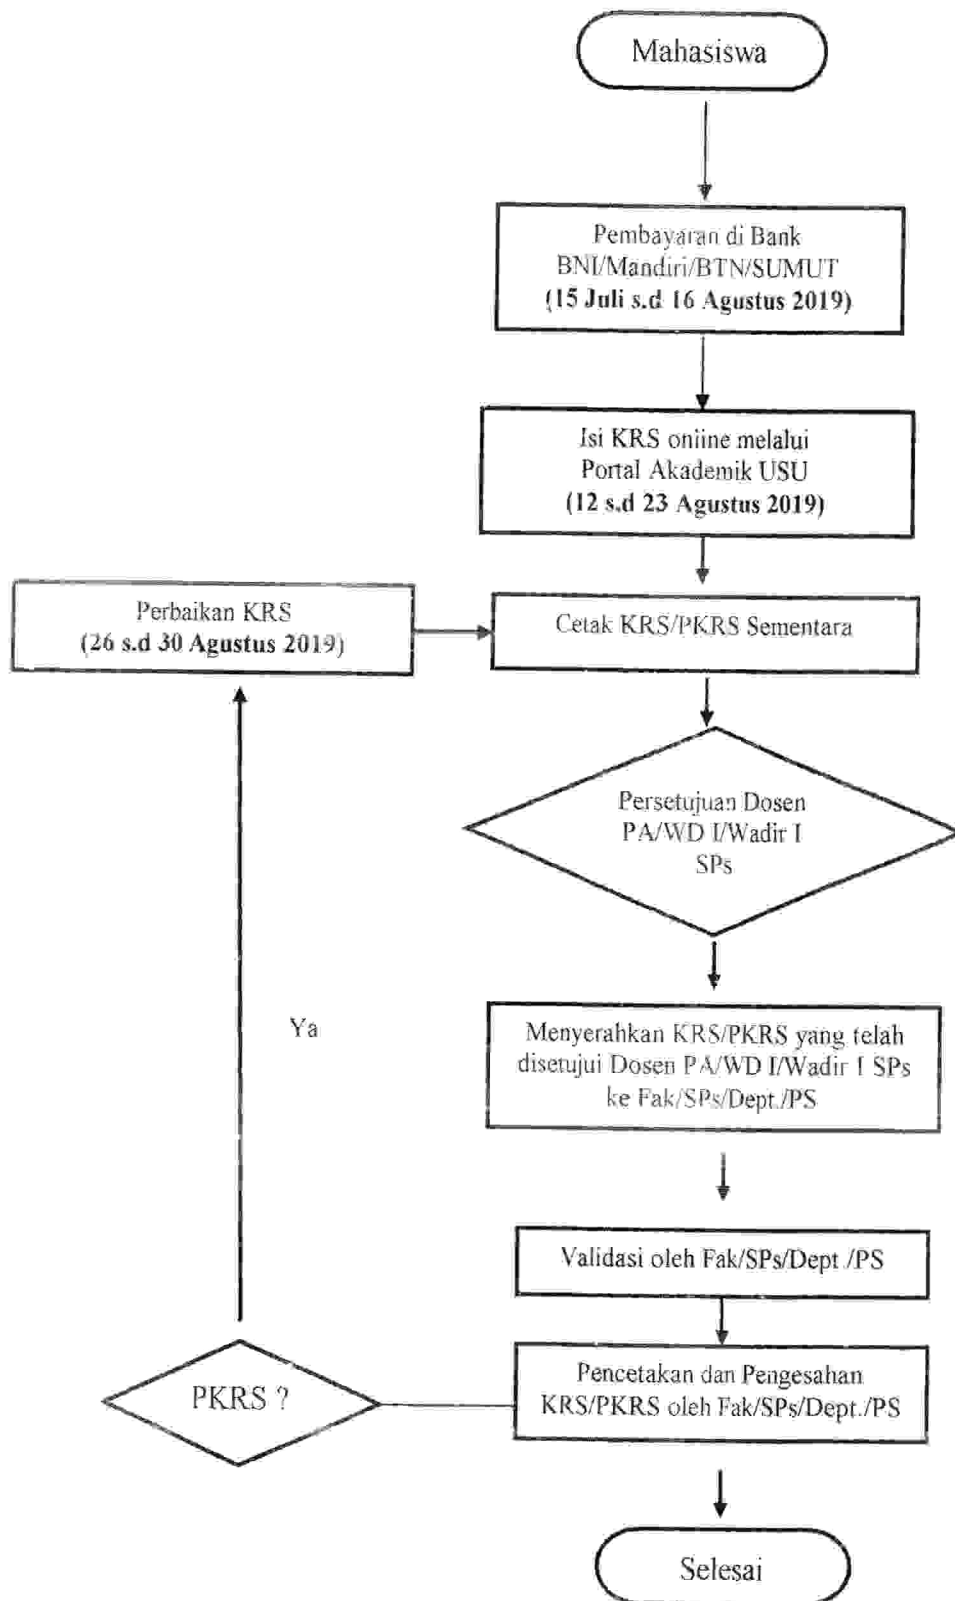 Mahasiswa
Pembayaran di Bank
BNI/Mandiri/BTN/SUMUT
(15 Juli s.d 16 Agustus 2019)
Isi KRS online melalui
Portal Akademik USU
(12 s.d 23 Agustus 2019)
Perbaikan KRS
(26 s.d 30 Agustus 2019)
Cetak KRS/PKRS Sementara
Persetujuan Dosen
PA/WD I/Wadir I
SPs
Ya
Menyerahkan KRS/PKRS yang telah
disetujui Dosen PA/WD I/Wadir I SPs
ke Fak/SPs/Dept./PS
Validasi oleh Fak/SPs/Dept./PS
PKRS ?
Pencetakan dan Pengesahan
KRS/PKRS oleh Fak/SPs/Dept./PS
Selesai